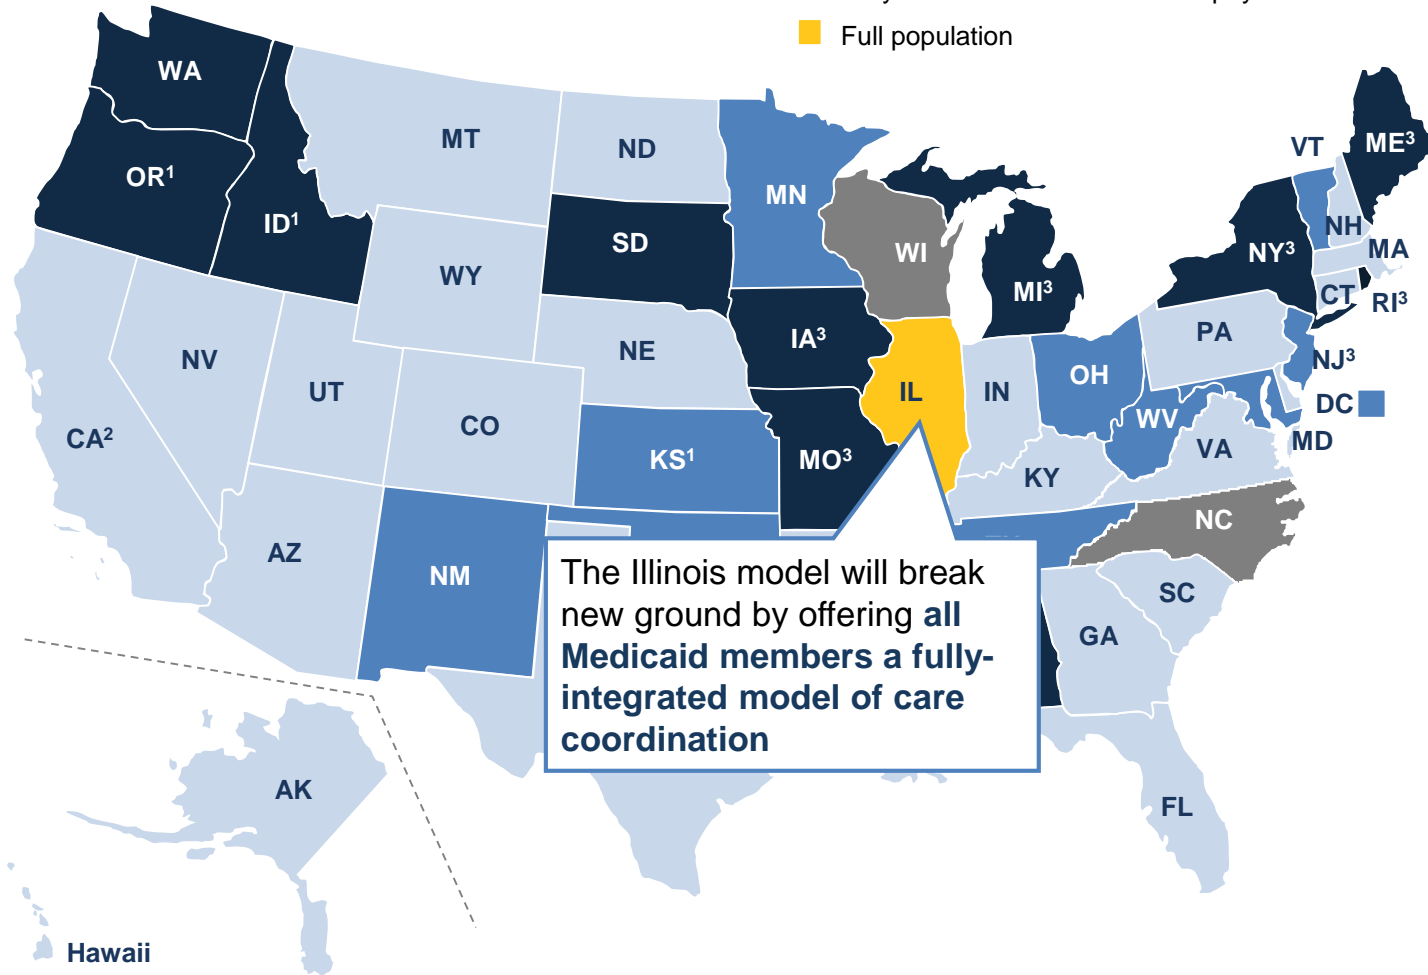 Full population
WA
MT
ND
VT
ME³
OR¹
MN
ID¹
NH
SD
WI
NY³
MA
WY
MI³
CT
RI³
IA³
PA
NV
NE
NJ³
OH
UT
IL
IN
DC
CO
WV
CA²
MD
KS¹
MO³
VA
KY
NC
AZ
NM
The Illinois model will break
new ground by offering all
Medicaid members a fully-
integrated model of care
coordination
SC
GA
AK
FL
Hawaii